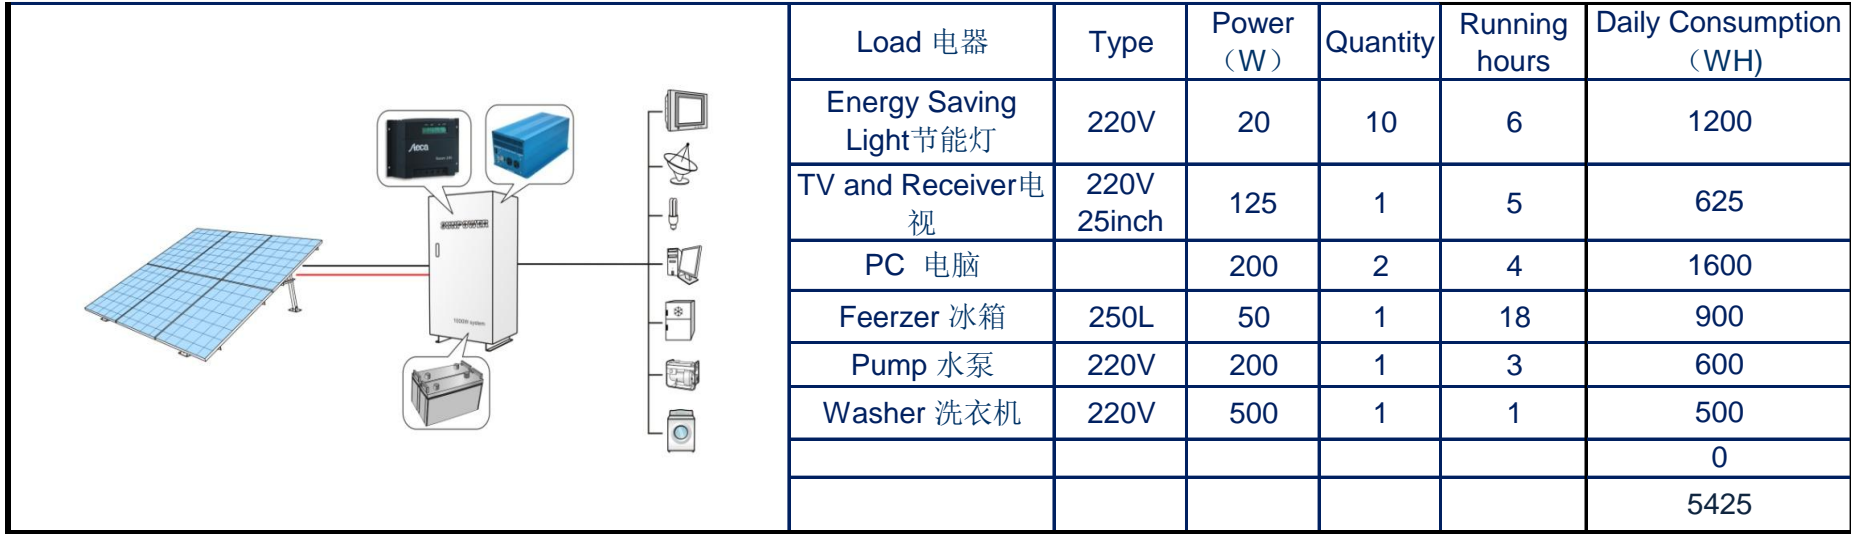 Load 电器 Type Power （W） Quantity Running hours Daily Consumption （WH)
Energy Saving Light节能灯 220V 20 10 6 1200
TV and Receiver电视 220V 25inch 125 1 5 625
PC 电脑 200 2 4 1600
Feerzer 冰箱 250L 50 1 18 900
Pump 水泵 220V 200 1 3 600
Washer 洗衣机 220V 500 1 1 500
0
5425
Steca
SUNPOWER
1000W system